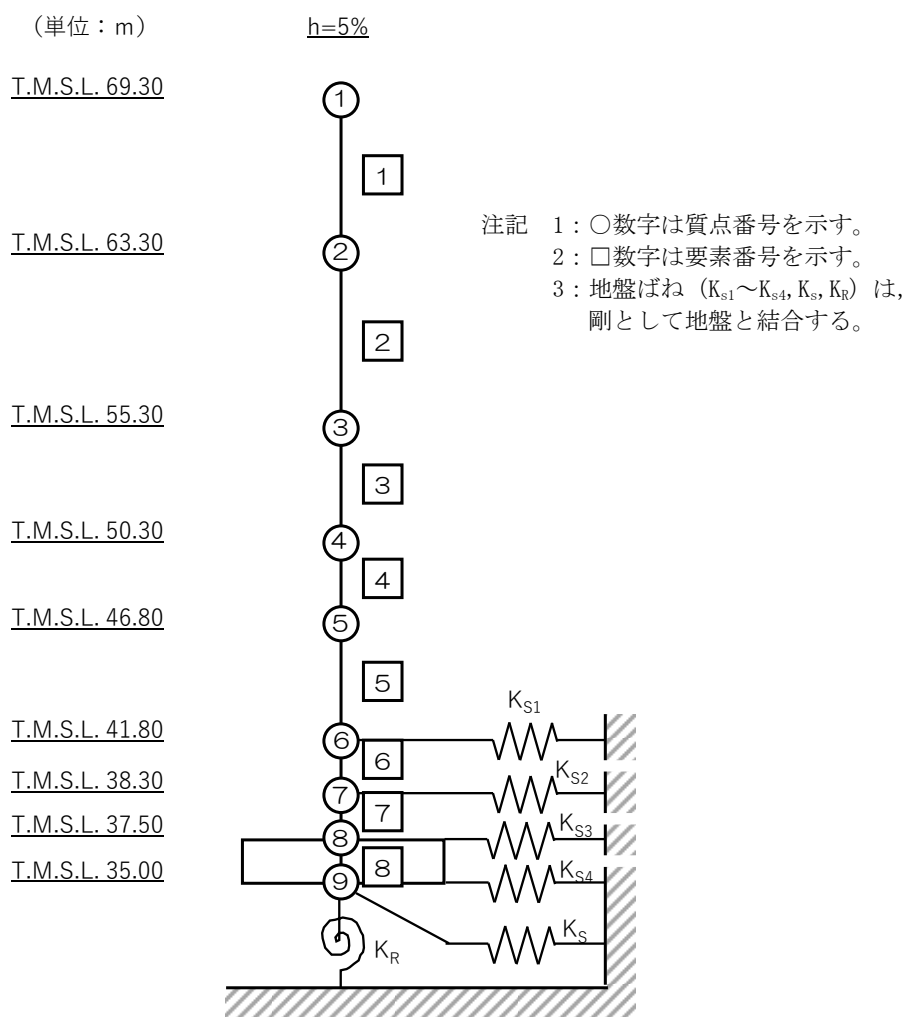 （単位：m）
h=5%
T.M.S.L. 69.30
①
1
T.M.S.L. 63.30
②
2
T.M.S.L. 55.30
③
3
T.M.S.L. 50.30
④
4
T.M.S.L. 46.80
⑤
5
T.M.S.L. 41.80
⑥
6
T.M.S.L. 38.30
⑦
7
T.M.S.L. 37.50
⑧
8
T.M.S.L. 35.00
⑨
KS1
KS2
KS3
KS4
KS
KR
注記　1：○数字は質点番号を示す。
2：□数字は要素番号を示す。
3：地盤ばね（Ks1～Ks4,Ks,KR）は,
剛として地盤と結合する。